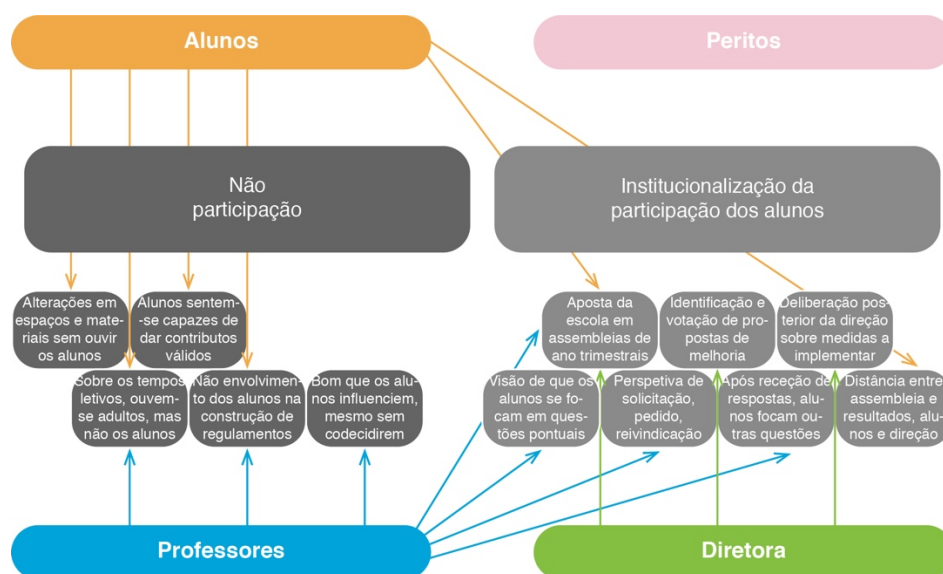 Alunos
Peritos
Não
participação
Institucionalização da
participação dos alunos
Alterações em
espaços e mate-
riais sem ouvir
os alunos
Alunos sentem-
-se capazes de
dar contributos
válidos
Aposta da
escola em
assembleias de
ano trimestrais
Identificação e
votação de pro-
postas de
melhoria
Deliberação pos-
terior da direção
sobre medidas a
implementar
Sobre os tempos
letivos, ouvem-
se adultos, mas
não os alunos
Não envolvimen-
to dos alunos na
construção de
regulamentos
Bom que os alu-
nos influenciem,
mesmo sem
codecidirem
Visão de que os
alunos se fo-
cam em ques-
tões pontuais
Perspetiva de
solicitação,
pedido,
reivindicação
Após receção de
respostas, alu-
nos focam ou-
tras questões
Distância entre
assembleia e
resultados, alu-
nos e direção
Professores
Diretora